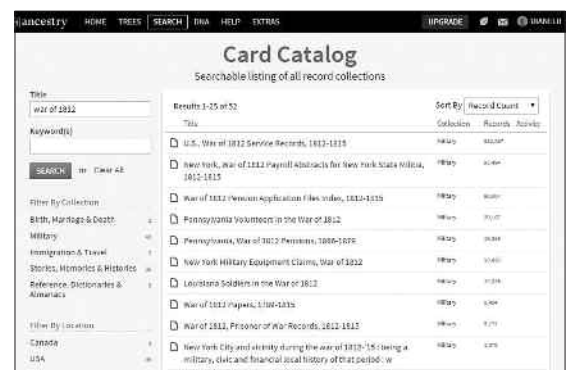 ancestry HOME TREES SEARCH DNA HELP EXTRAS UPGRADE
Card Catalog
Searchable listing of all record collections
Title
war of 1812
Keyword(s)
SEARCH or Clear All
Filter By Collection
Birth, Marriage & Death
Military
Immigration & Travel
Stories, Memories & Histories
Reference, Dictionaries &
Almanacs
Filter By Location
Canada
USA
Results 1-25 of 52 Sort By Record Count
Title Collection Records Activity
U.S., War of 1812 Service Records, 1812-1815 Military
New York, War of 1812 Payroll Abstracts for New York State Militia, Military
1812-1815
War of 1812 Pension Application Files Index, 1812-1815 Military
Pennsylvania Volunteers in the War of 1812 Military
Pennsylvania, War of 1812 Pensions, 1866-1879 Military
New York Military Equipment Claims, War of 1812 Military
Louisiana Soldiers in the War of 1812 Military
War of 1812 Papers, 1789-1815 Military
War of 1812, Prisoner of War Records, 1812-1815 Military
New York City and vicinity during the war of 1812-'15 : being a Military
military, civic and financial local history of that period : w